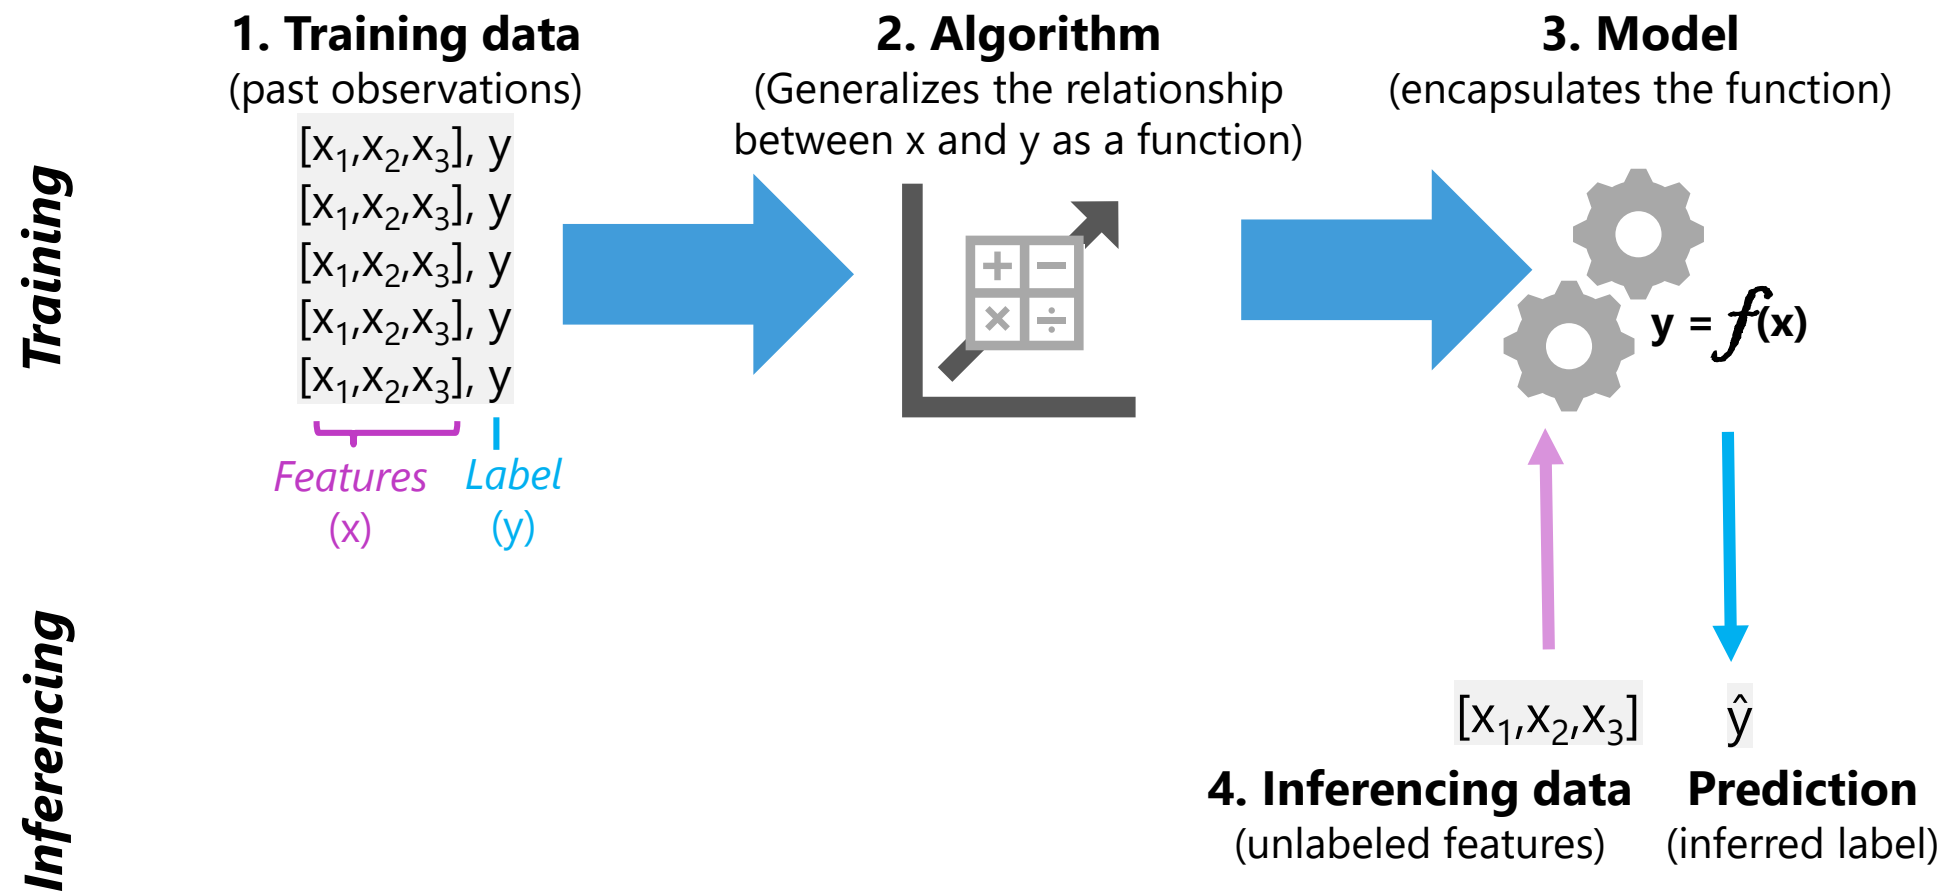 1. Training data
(past observations)
[x₁,x₂,x₃], y
[x₁,x₂,x₃], y
[x₁,x₂,x₃], y
[x₁,x₂,x₃], y
[x₁,x₂,x₃], y
Features
(x)
Label
(y)
2. Algorithm
(Generalizes the relationship
between x and y as a function)
+ −
× ÷
3. Model
(encapsulates the function)
y = f(x)
Training
Inferencing
[x₁,x₂,x₃]
4. Inferencing data
(unlabeled features)
ŷ
Prediction
(inferred label)